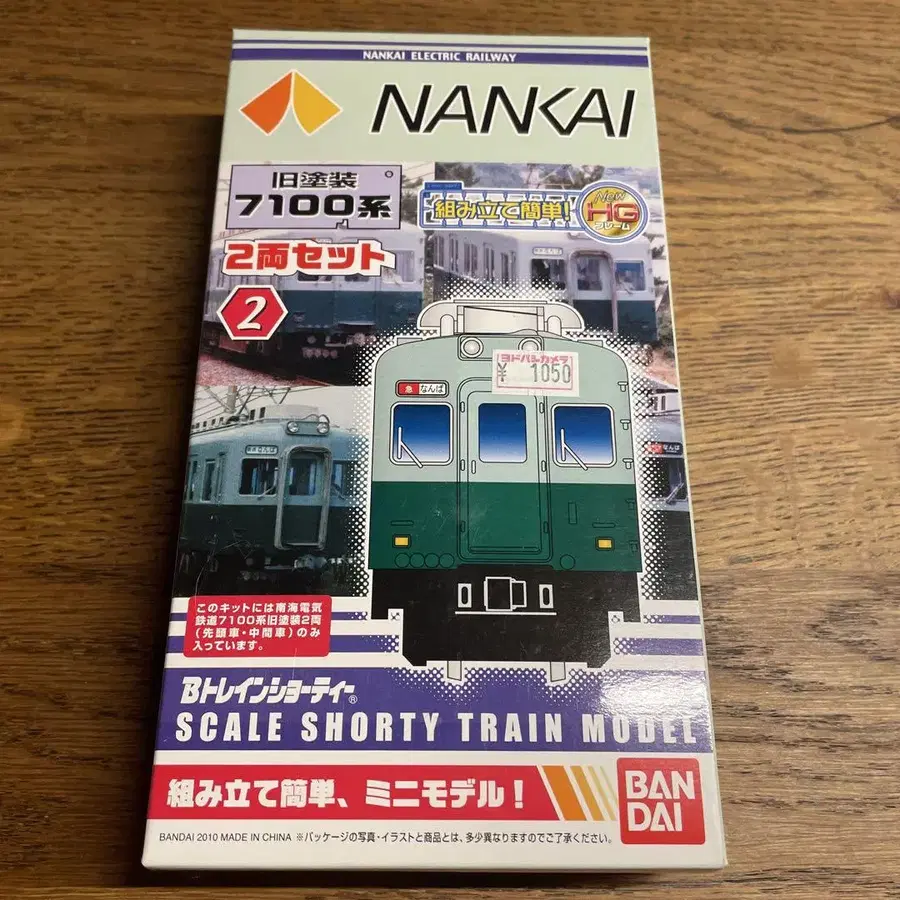 NANKAI ELECTRIC RAILWAY
NANKAI
旧塗装
7100系
組み立て簡単!
New
HG
フレーム
2両セット
2
ヨドバシカメラ
¥ 1050
急 なんば
なんば
このキットには南海電気
鉄道7100系旧塗装2両
(先頭車・中間車)のみ
入っています。
Bトレインショーティー®
SCALE SHORTY TRAIN MODEL
組み立て簡単、ミニモデル!
BAN
DAI
BANDAI 2010 MADE IN CHINA ※パッケージの写真・イラストと商品とは、多少異なりますのでご了承ください。